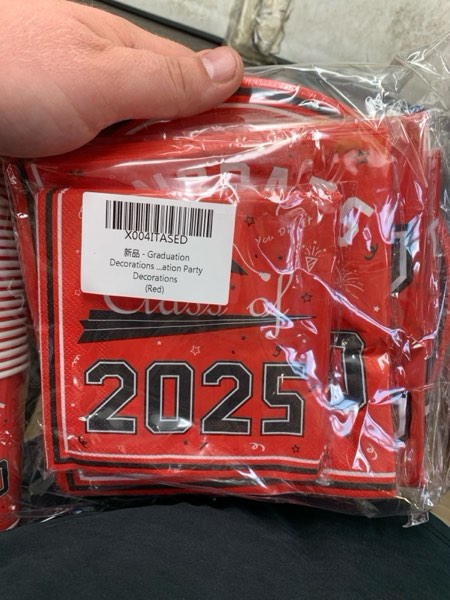 X004ITASED
新品 - Graduation
Decorations ...ation Party
Decorations
(Red)
Class of
2025